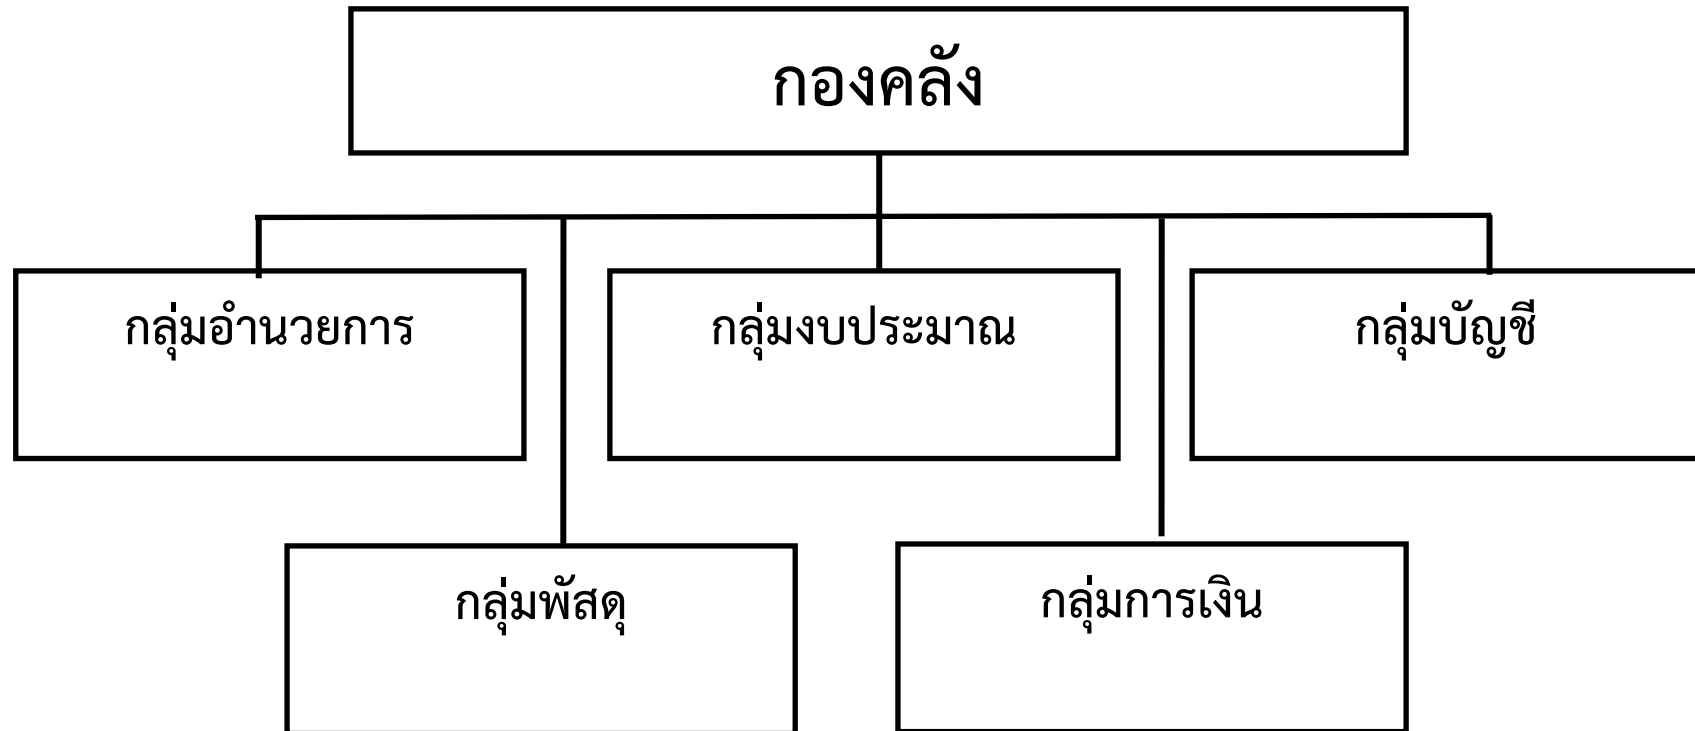 กองคลัง
กลุ่มอำนวยการ
กลุ่มงบประมาณ
กลุ่มบัญชี
กลุ่มพัสดุ
กลุ่มการเงิน